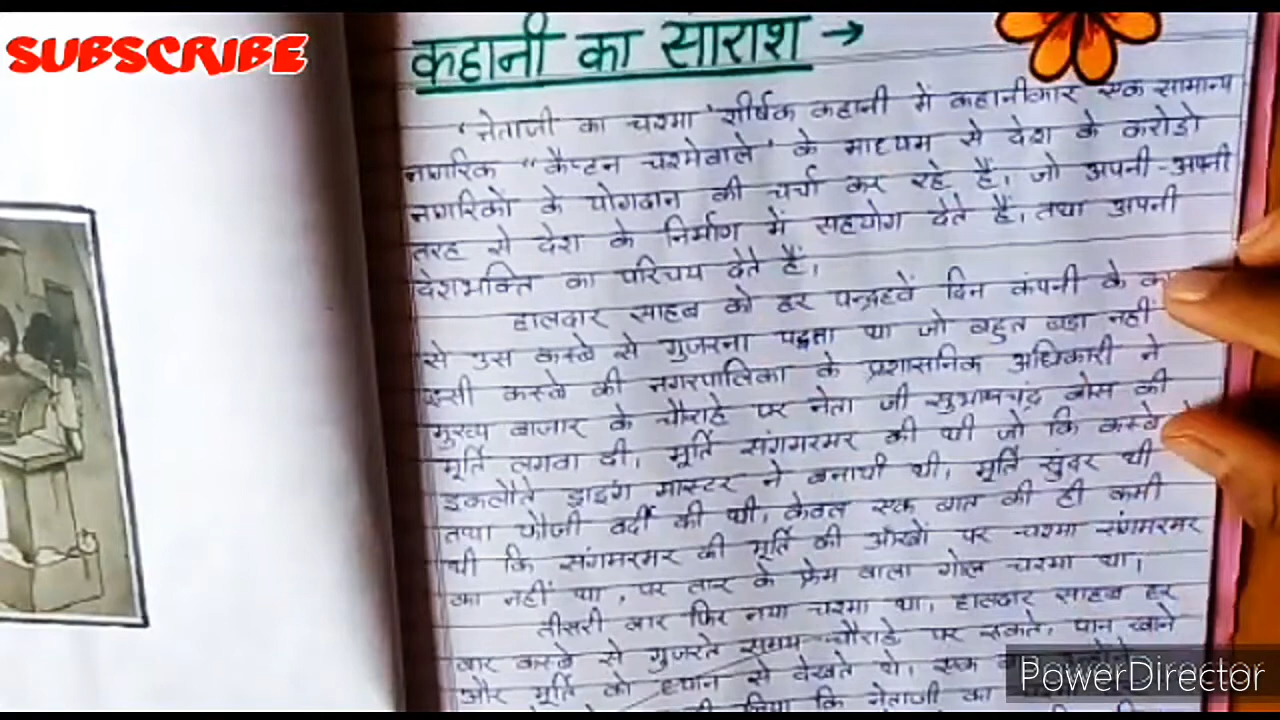 SUBSCRIBE
कहानी का साराश →
'नेताजी का चश्मा' शीर्षक कहानी में कहानीकार एक सामान्य
नागरिक "कैप्टन चश्मेवाले' के माध्यम से देश के करोडो
नागरिकों के योगदान की चर्चा कर रहे हैं। जो अपनी-अपनी
तरह से देश के निर्माण में सहयोग देते हैं। तथा अपनी
देशभक्ति का परिचय देते हैं।
हालदार साहब को हर पन्द्रहवें दिन कंपनी के
से उस कस्बे से गुजरना पड़ता था जो बहुत बडा नहीं
इसी कस्बे की नगरपालिका के प्रशासनिक अधिकारी ने
मुख्य बाजार के चौराहे पर नेता जी सुभाषचंद्र बोस की
मूर्ति लगवा दी। मूर्ति संगगरमर की थी जो कि कस्बे
इकलौते ड्राइंग मास्टर ने बनायी थी। मूर्ति सुंदर थी
तथा फौजी वर्दी की थी। केवल एक बात की ही कमी
थी कि संगमरमर की मूर्ति की आँखों पर चश्मा संगमरमर
का नहीं था, पर तार के फ्रेम वाला गोल चश्मा था।
तीसरी बार फिर नया चश्मा था। हालदार साहब हर
बार कस्बे से गुजरते समय चौराहे पर रुकते, पान खाने
और मूर्ति को ध्यान से देखते थे। एक
कि नेताजी का
PowerDirector